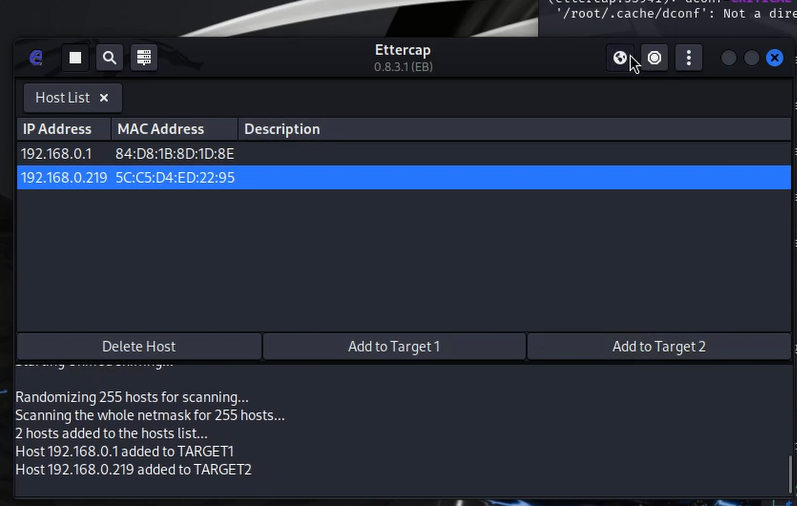 '/root/.cache/dconf': Not a dire
Ettercap
0.8.3.1 (EB)
Host List ×
IP Address MAC Address Description
192.168.0.1 84:D8:1B:8D:1D:8E
192.168.0.219 5C:C5:D4:ED:22:95
Delete Host Add to Target 1 Add to Target 2
Randomizing 255 hosts for scanning...
Scanning the whole netmask for 255 hosts...
2 hosts added to the hosts list...
Host 192.168.0.1 added to TARGET1
Host 192.168.0.219 added to TARGET2